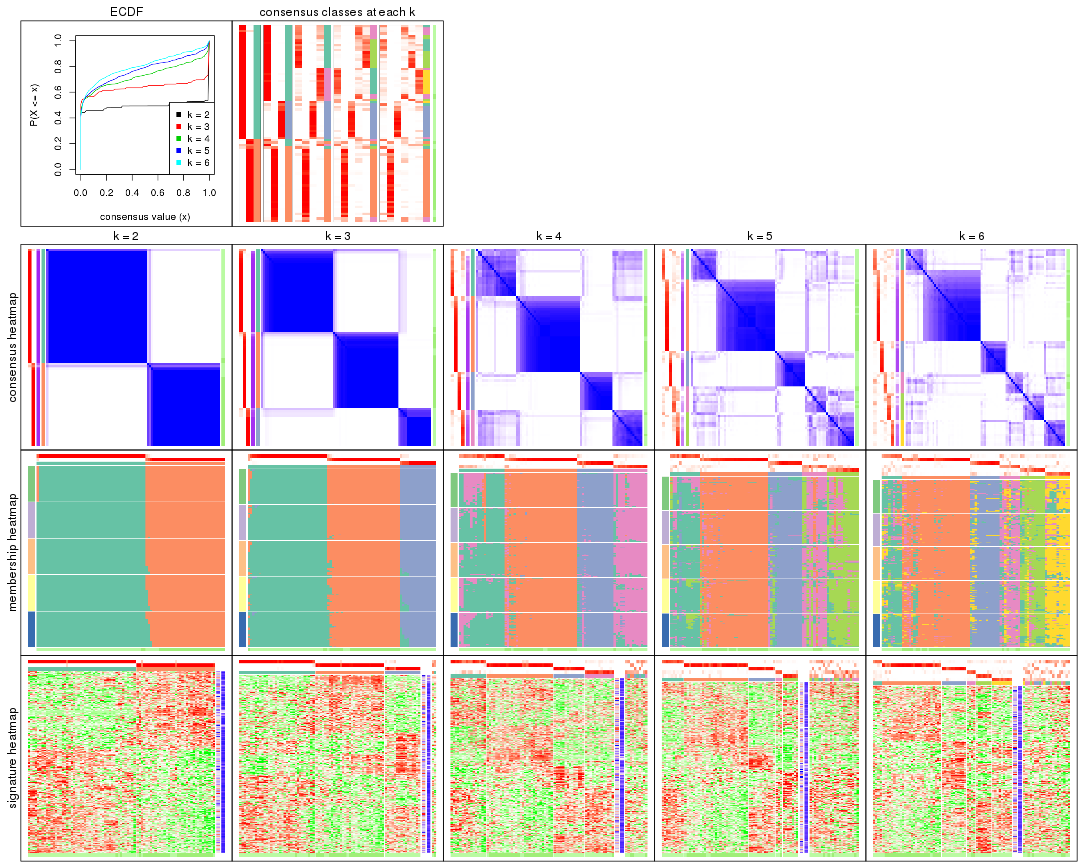 ECDF
consensus classes at each k
P(X <= x)
0.0 0.2 0.4 0.6 0.8 1.0
k = 2
k = 3
k = 4
k = 5
k = 6
0.0 0.2 0.4 0.6 0.8 1.0
consensus value (x)
k = 2
k = 3
k = 4
k = 5
k = 6
consensus heatmap
membership heatmap
signature heatmap